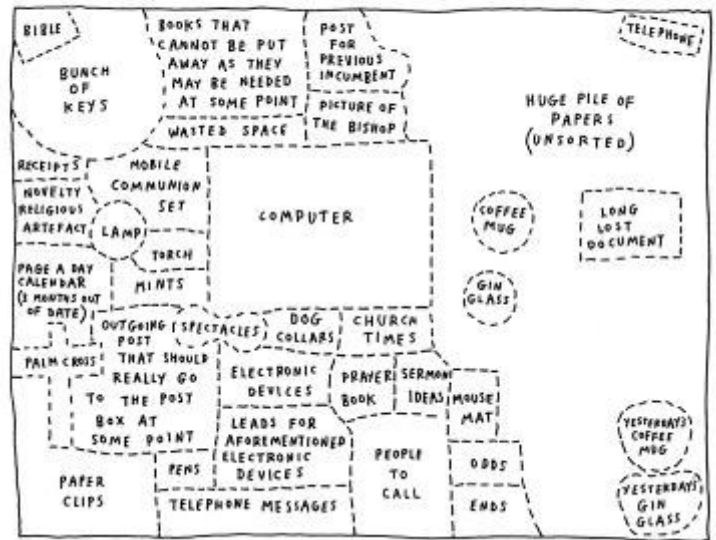 BIBLE
BUNCH
OF
KEYS
BOOKS THAT
CANNOT BE PUT
AWAY AS THEY
MAY BE NEEDED
AT SOME POINT
POST
FOR
PREVIOUS
INCUMBENT
TELEPHONE
HUGE PILE OF
PAPERS
(UNSORTED)
WASTED SPACE
PICTURE OF
THE BISHOP
RECEIPTS
MOBILE
COMMUNION
SET
NOVELTY
RELIGIOUS
ARTEFACT
LAMP
COMPUTER
COFFEE
MUG
LONG
LOST
DOCUMENT
TORCH
MINTS
PAGE A DAY
CALENDAR
(3 MONTHS OUT
OF DATE)
GIN
GLASS
OUTGOING
POST
THAT SHOULD
REALLY GO
TO THE POST
BOX AT
SOME POINT
SPECTACLES
DOG
COLLARS
CHURCH
TIMES
PALM CROSS
ELECTRONIC
DEVICES
PRAYER
BOOK
SERMON
IDEAS
MOUSE
MAT
LEADS FOR
AFOREMENTIONED
ELECTRONIC
DEVICES
YESTERDAYS
COFFEE
MUG
PAPER
CLIPS
PENS
PEOPLE
TO
CALL
ODDS
ENDS
TELEPHONE MESSAGES
YESTERDAYS
GIN
GLASS